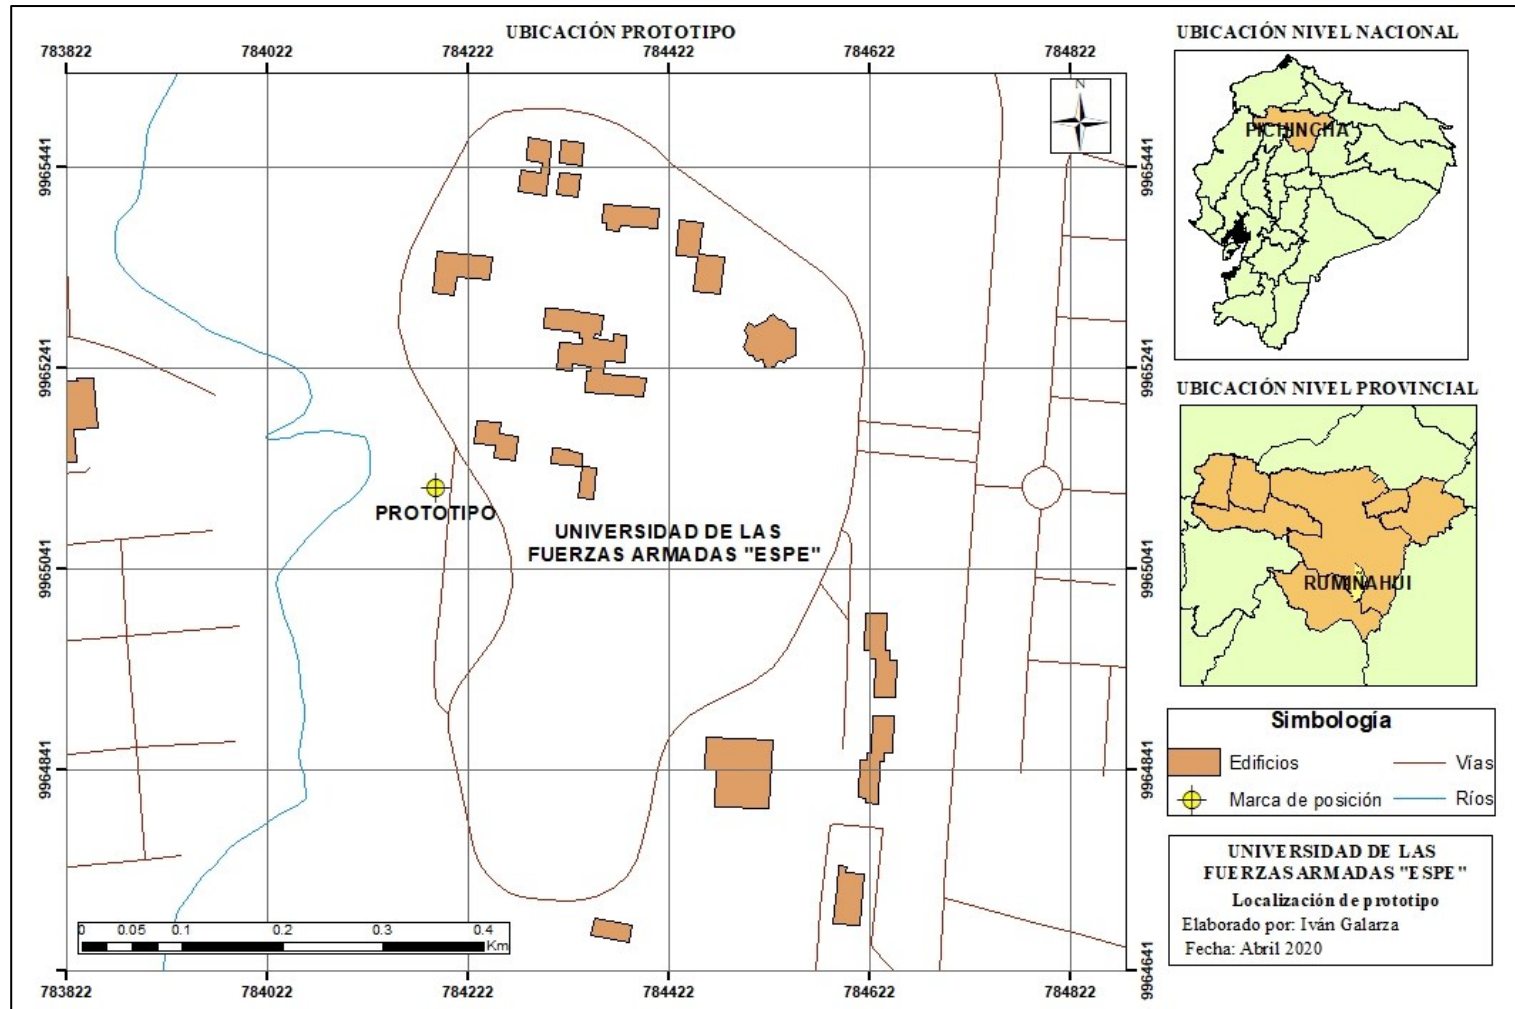 UBICACIÓN PROTOTIPO
783822 784022 784222 784422 784622 784822
9965441 9965441
9965241 9965241
9965041 9965041
9964841 9964841
9964641
N
PROTOTIPO
UNIVERSIDAD DE LAS
FUERZAS ARMADAS "ESPE"
0 0.05 0.1 0.2 0.3 0.4
Km
783822 784022 784222 784422 784622 784822
UBICACIÓN NIVEL NACIONAL
PICHINCHA
UBICACIÓN NIVEL PROVINCIAL
RUMINAHUI
Simbología
Edificios Vías
Marca de posición Ríos
UNIVERSIDAD DE LAS
FUERZAS ARMADAS "ESPE"
Localización de prototipo
Elaborado por: Iván Galarza
Fecha: Abril 2020